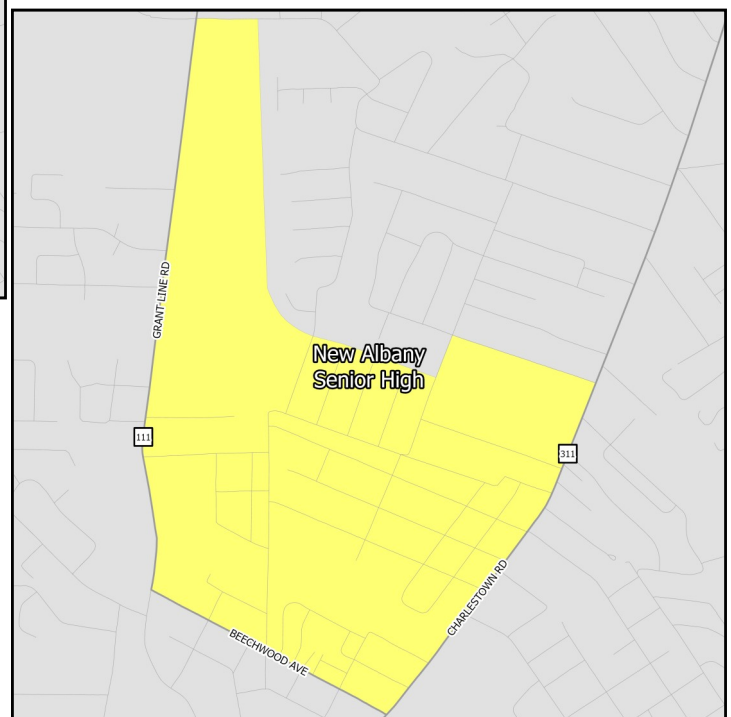 GRANT LINE RD
New Albany
Senior High
111
311
CHARLESTOWN RD
BEECHWOOD AVE